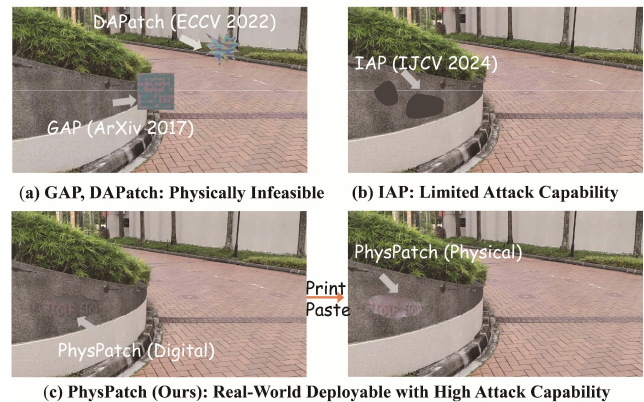 DAPatch (ECCV 2022)
GAP (ArXiv 2017)
IAP (IJCV 2024)
(a) GAP, DAPatch: Physically Infeasible
(b) IAP: Limited Attack Capability
PhysPatch (Digital)
Print
Paste
PhysPatch (Physical)
(c) PhysPatch (Ours): Real-World Deployable with High Attack Capability